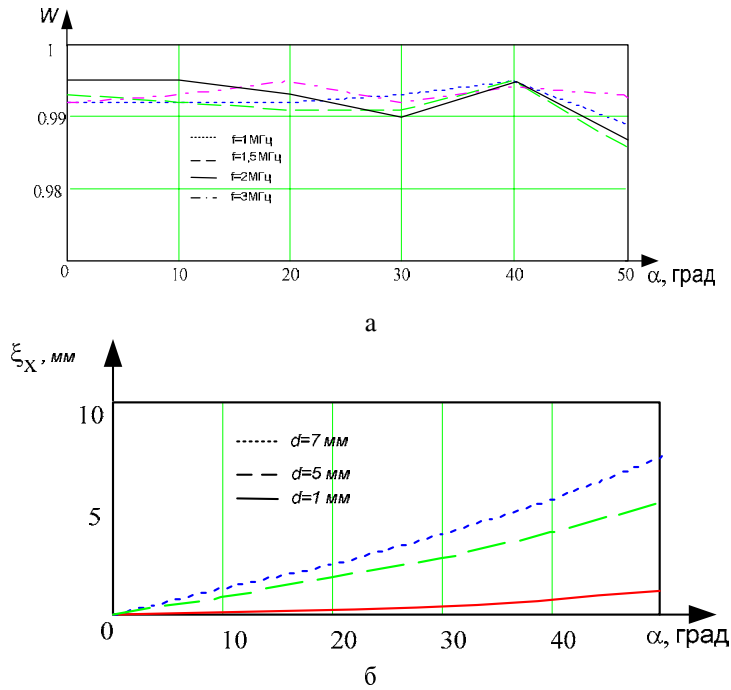 W
1
0.99
f=1МГц
f=1,5МГц
f=2МГц
0.98
f=3МГц
0 10 20 30 40 50 α, град
а
ξх, мм
10
d=7 мм
d=5 мм
5
d=1 мм
0 10 20 30 40 α, град
б